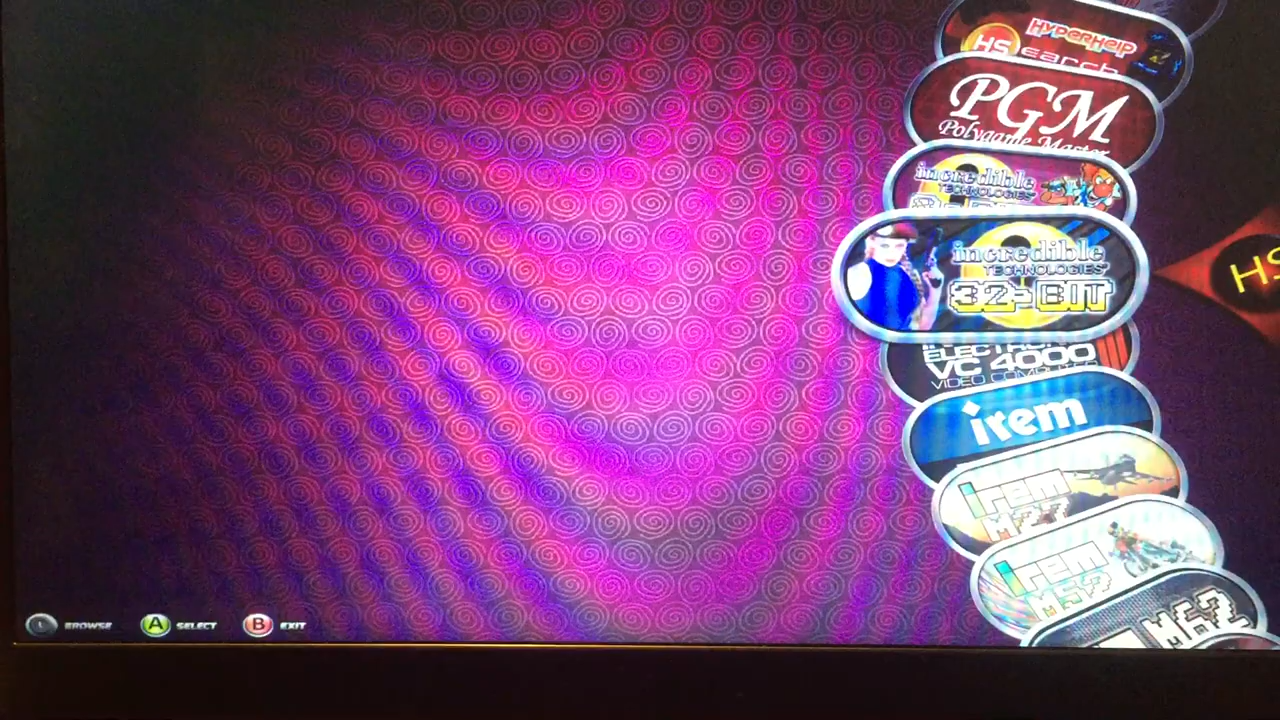 HYPERHELP
HS earch
PGM
Polygame Master
incredible
TECHNOLOGIES
incredible
TECHNOLOGIES
32-BIT
HS
VC 4000
VIDEO COMPUTER
irem
irem
irem
M62
BROWSE
A SELECT
B EXIT